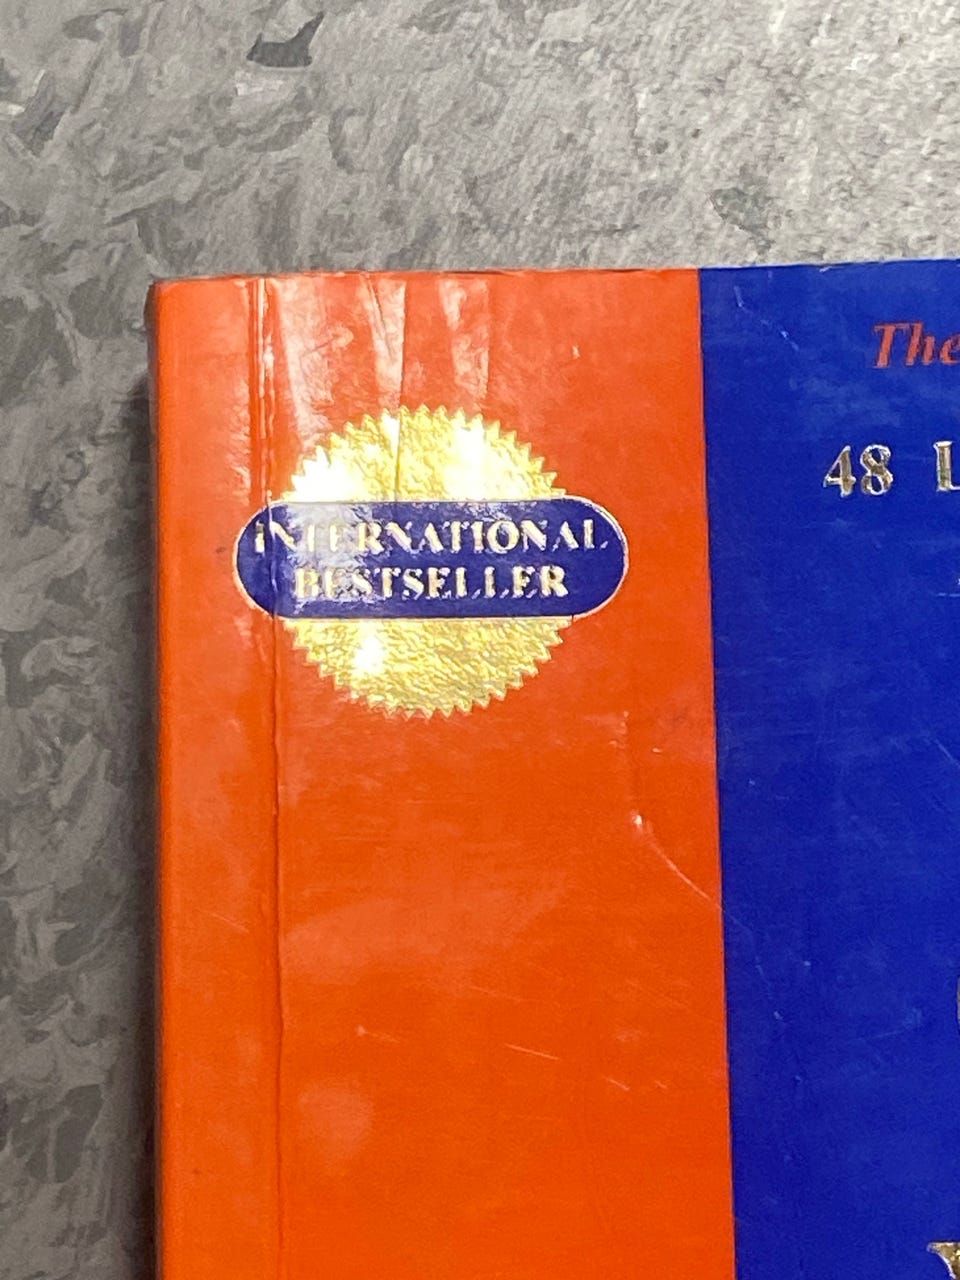 The
48 L
INTERNATIONAL
BESTSELLER